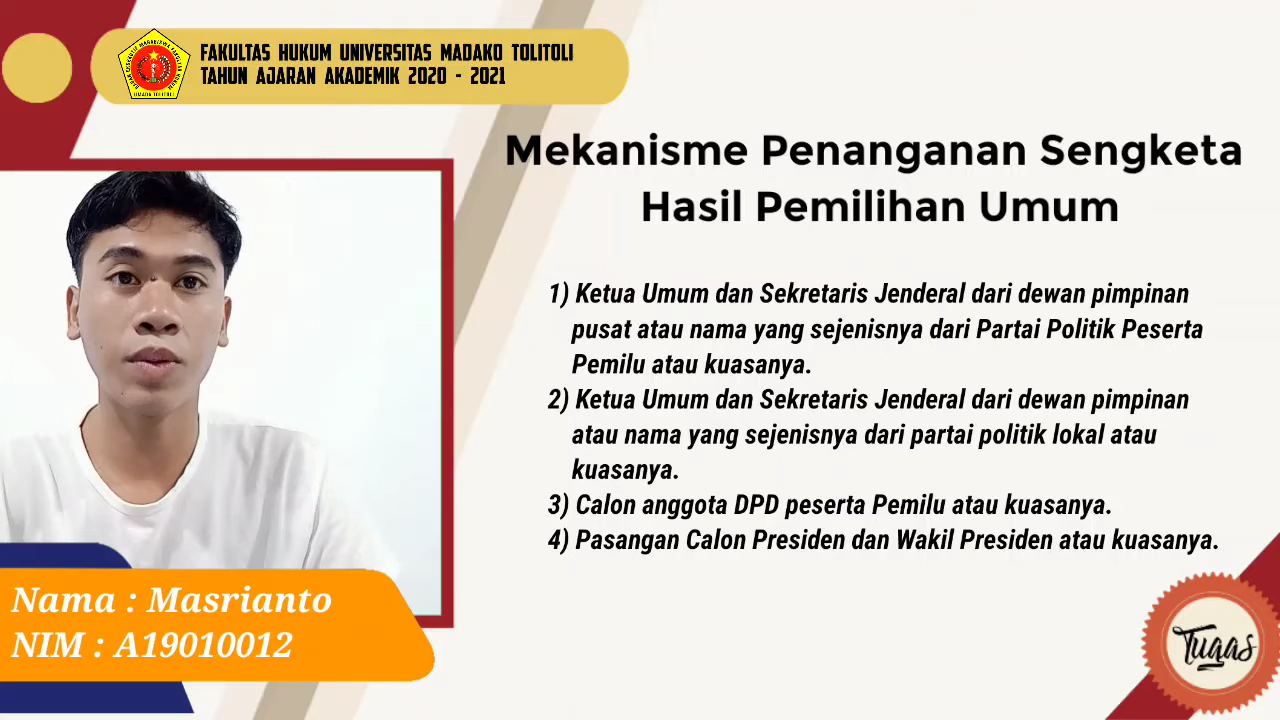 FAKULTAS HUKUM UNIVERSITAS MADAKO TOLITOLI
TAHUN AJARAN AKADEMIK 2020 - 2021
UMADA TOLITOLI
Mekanisme Penanganan Sengketa
Hasil Pemilihan Umum
1) Ketua Umum dan Sekretaris Jenderal dari dewan pimpinan
pusat atau nama yang sejenisnya dari Partai Politik Peserta
Pemilu atau kuasanya.
2) Ketua Umum dan Sekretaris Jenderal dari dewan pimpinan
atau nama yang sejenisnya dari partai politik lokal atau
kuasanya.
3) Calon anggota DPD peserta Pemilu atau kuasanya.
4) Pasangan Calon Presiden dan Wakil Presiden atau kuasanya.
Nama : Masrianto
NIM : A19010012
Tugas